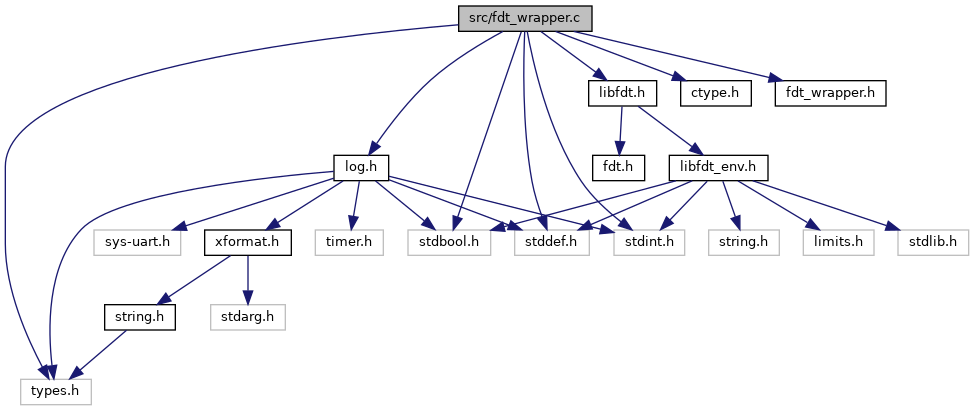 src/fdt_wrapper.c
libfdt.h
ctype.h
fdt_wrapper.h
log.h
fdt.h
libfdt_env.h
sys-uart.h
xformat.h
timer.h
stdbool.h
stddef.h
stdint.h
string.h
limits.h
stdlib.h
string.h
stdarg.h
types.h